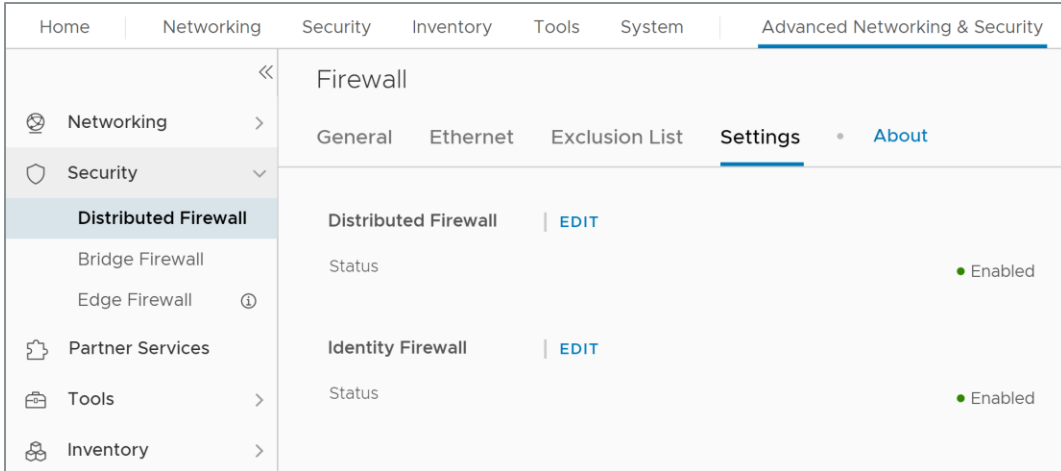 Home Networking Security Inventory Tools System Advanced Networking & Security
Networking
Security
Distributed Firewall
Bridge Firewall
Edge Firewall
Partner Services
Tools
Inventory
Firewall
General Ethernet Exclusion List Settings • About
Distributed Firewall | EDIT
Status Enabled
Identity Firewall | EDIT
Status Enabled